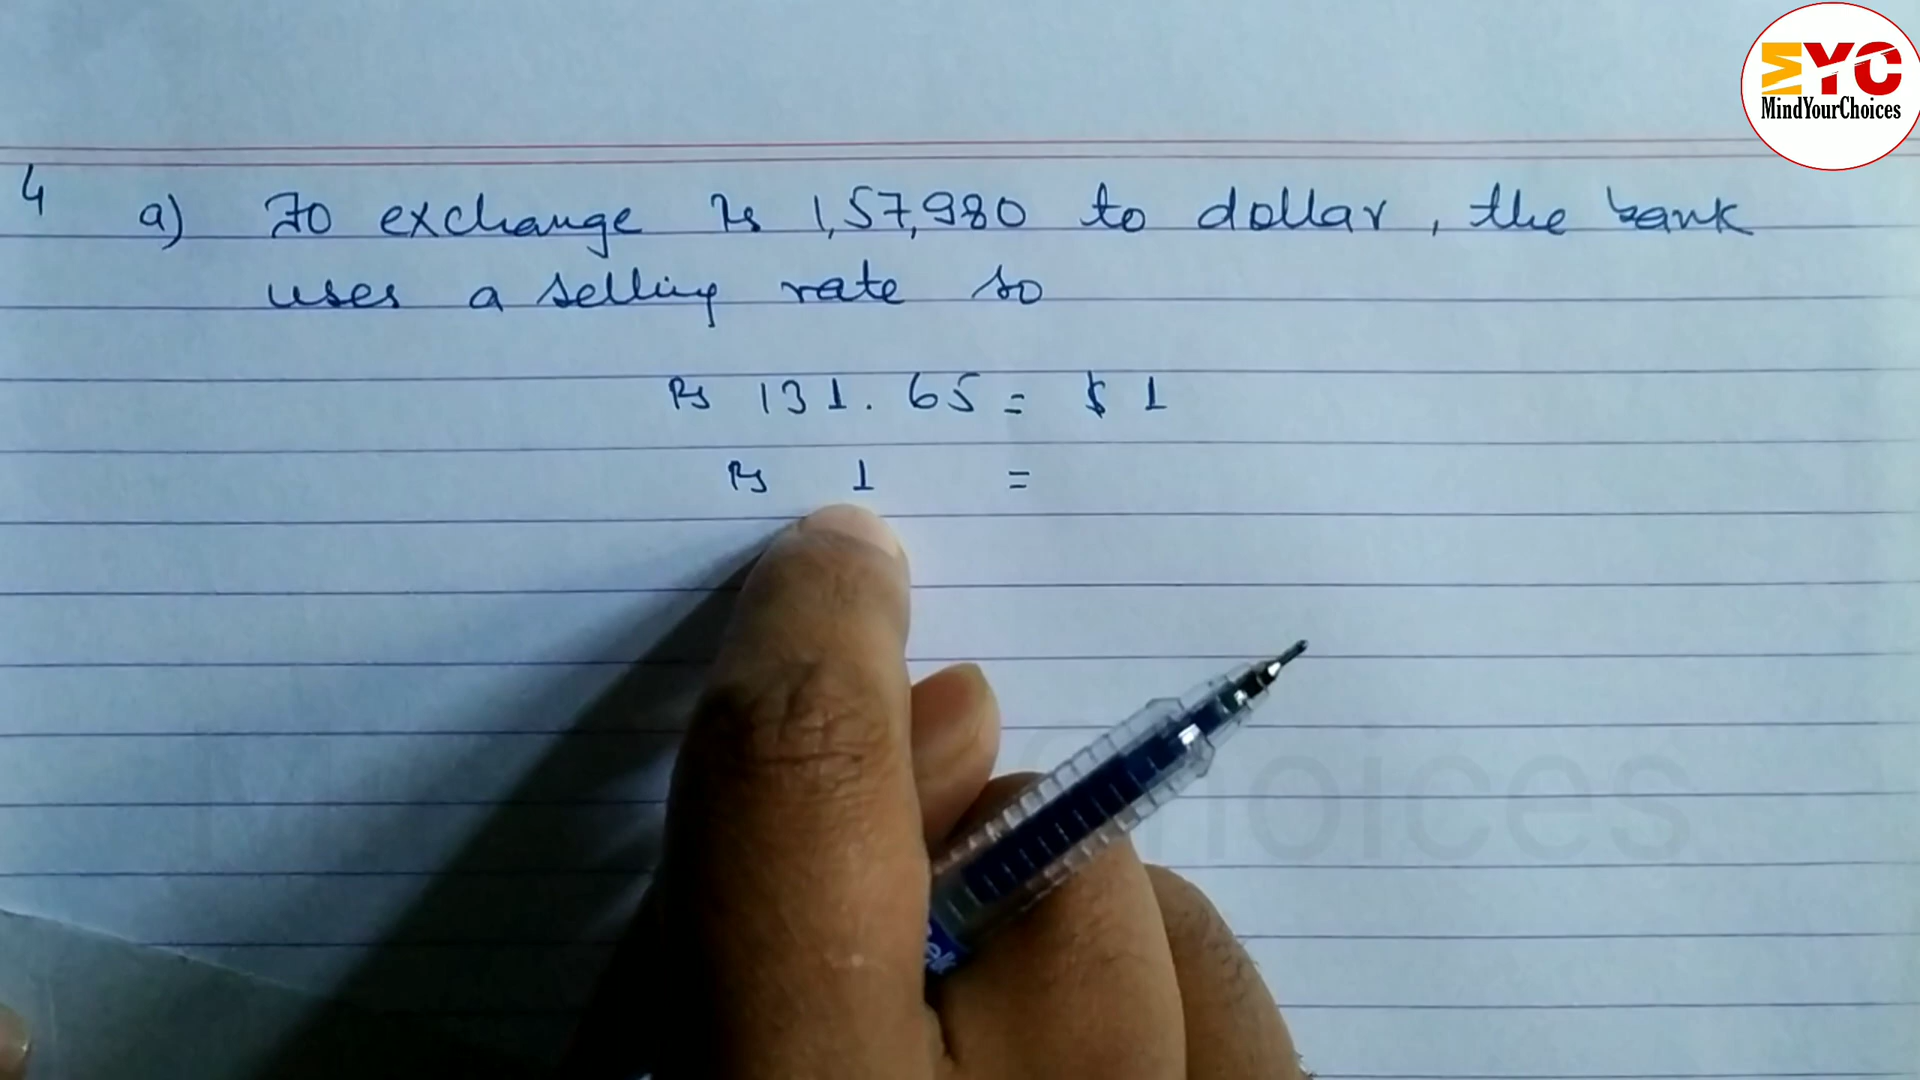 MYC
MindYourChoices
4 a) To exchange Rs 1,57,980 to dollar, the bank
uses a selling rate so
Rs 131.65 = $ 1
Rs 1 =
hoices